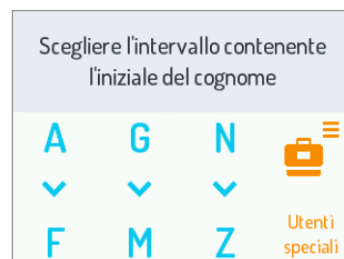 Scegliere l'intervallo contenente
l'iniziale del cognome
A G N
F M Z
Utenti
speciali